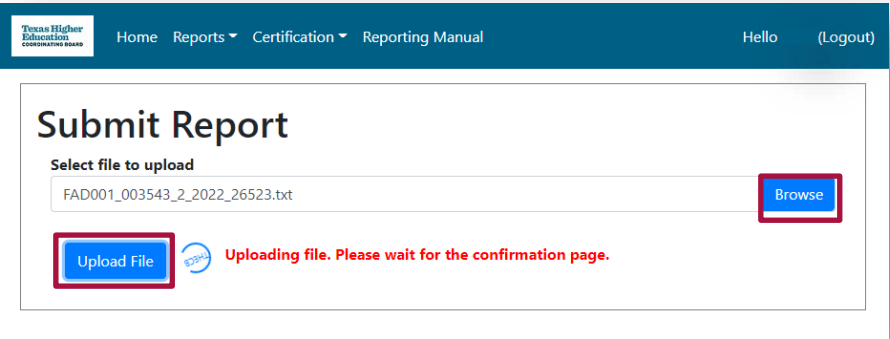 Texas Higher
Education
COORDINATING BOARD
Home Reports Certification Reporting Manual Hello (Logout)
Submit Report
Select file to upload
FAD001_003543_2_2022_26523.txt Browse
Upload File THECB Uploading file. Please wait for the confirmation page.